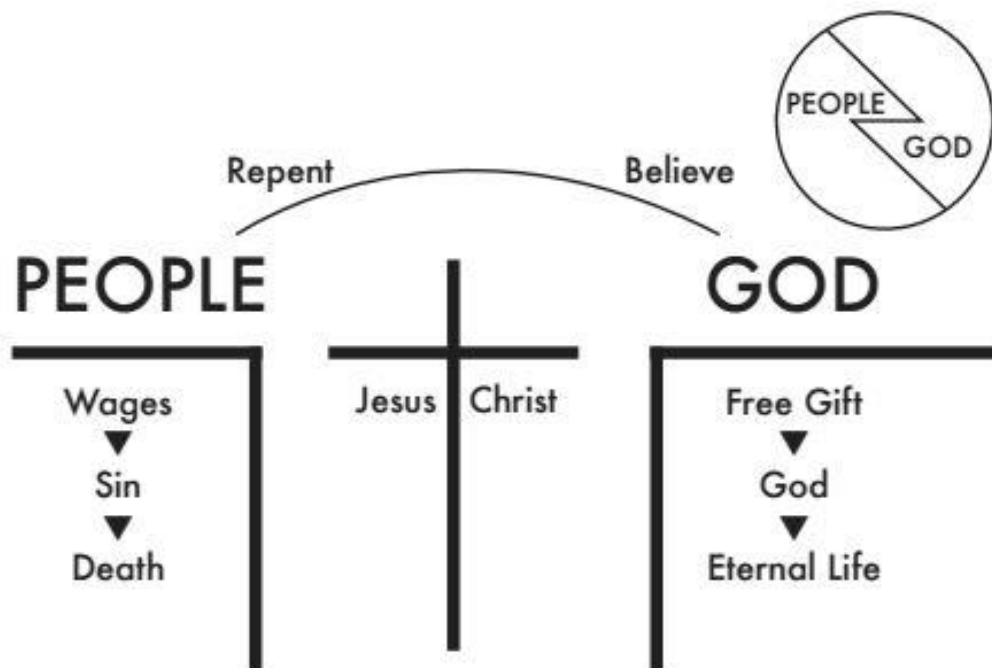 PEOPLE
GOD
Repent
Believe
PEOPLE
GOD
Wages
Sin
Death
Jesus Christ
Free Gift
God
Eternal Life